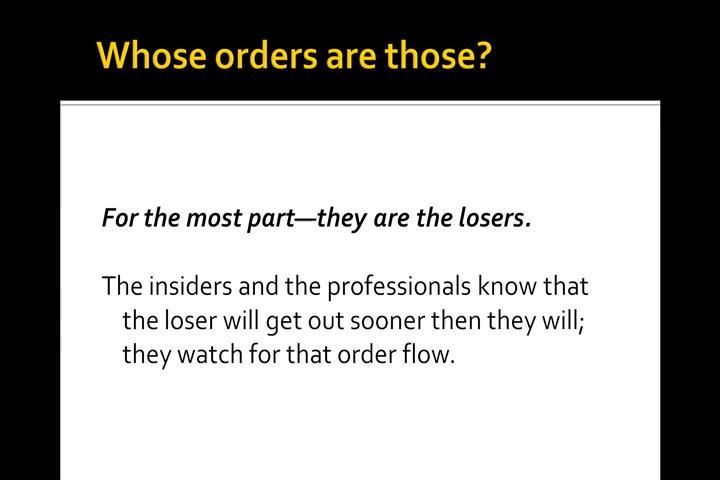 Whose orders are those?
For the most part—they are the losers.
The insiders and the professionals know that
the loser will get out sooner then they will;
they watch for that order flow.